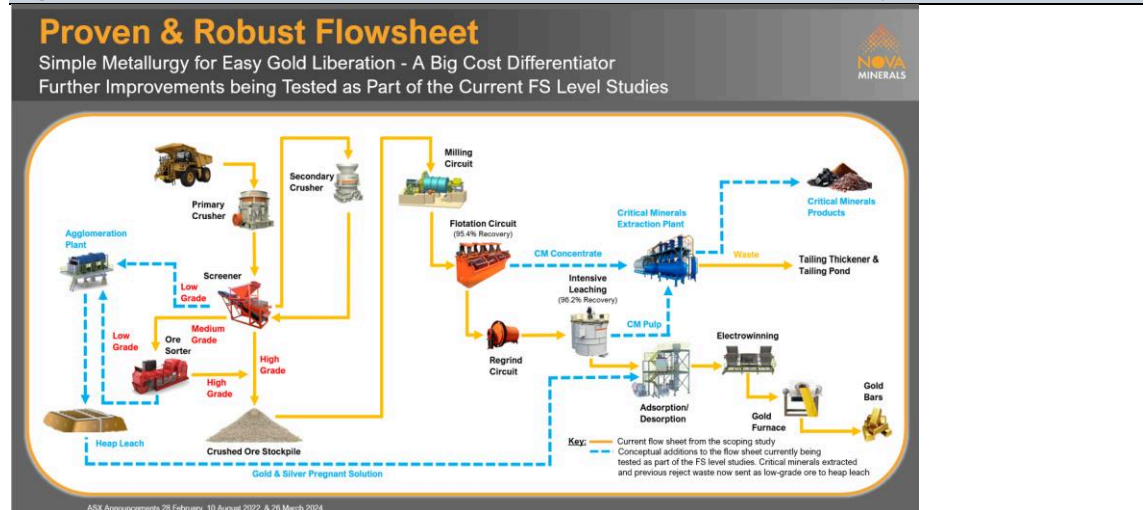 Proven & Robust Flowsheet
Simple Metallurgy for Easy Gold Liberation - A Big Cost Differentiator
Further Improvements being Tested as Part of the Current FS Level Studies
NOVA
MINERALS
Primary
Crusher
Secondary
Crusher
Milling
Circuit
Flotation Circuit
(95.4% Recovery)
Critical Minerals
Extraction Plant
Critical Minerals
Products
Agglomeration
Plant
Screener
Low
Grade
CM Concentrate
Waste
Tailing Thickener &
Tailing Pond
Intensive
Leaching
(96.2% Recovery)
CM Pulp
Low
Grade
Medium
Grade
Ore
Sorter
High
Grade
High
Grade
Regrind
Circuit
Electrowinning
Adsorption/
Desorption
Gold
Furnace
Gold
Bars
Heap Leach
Crushed Ore Stockpile
Gold & Silver Pregnant Solution
Key:
Current flow sheet from the scoping study
Conceptual additions to the flow sheet currently being
tested as part of the FS level studies. Critical minerals extracted
and previous reject waste now sent as low-grade ore to heap leach
ASX Announcements 28 February, 10 August 2022, & 26 March 2024